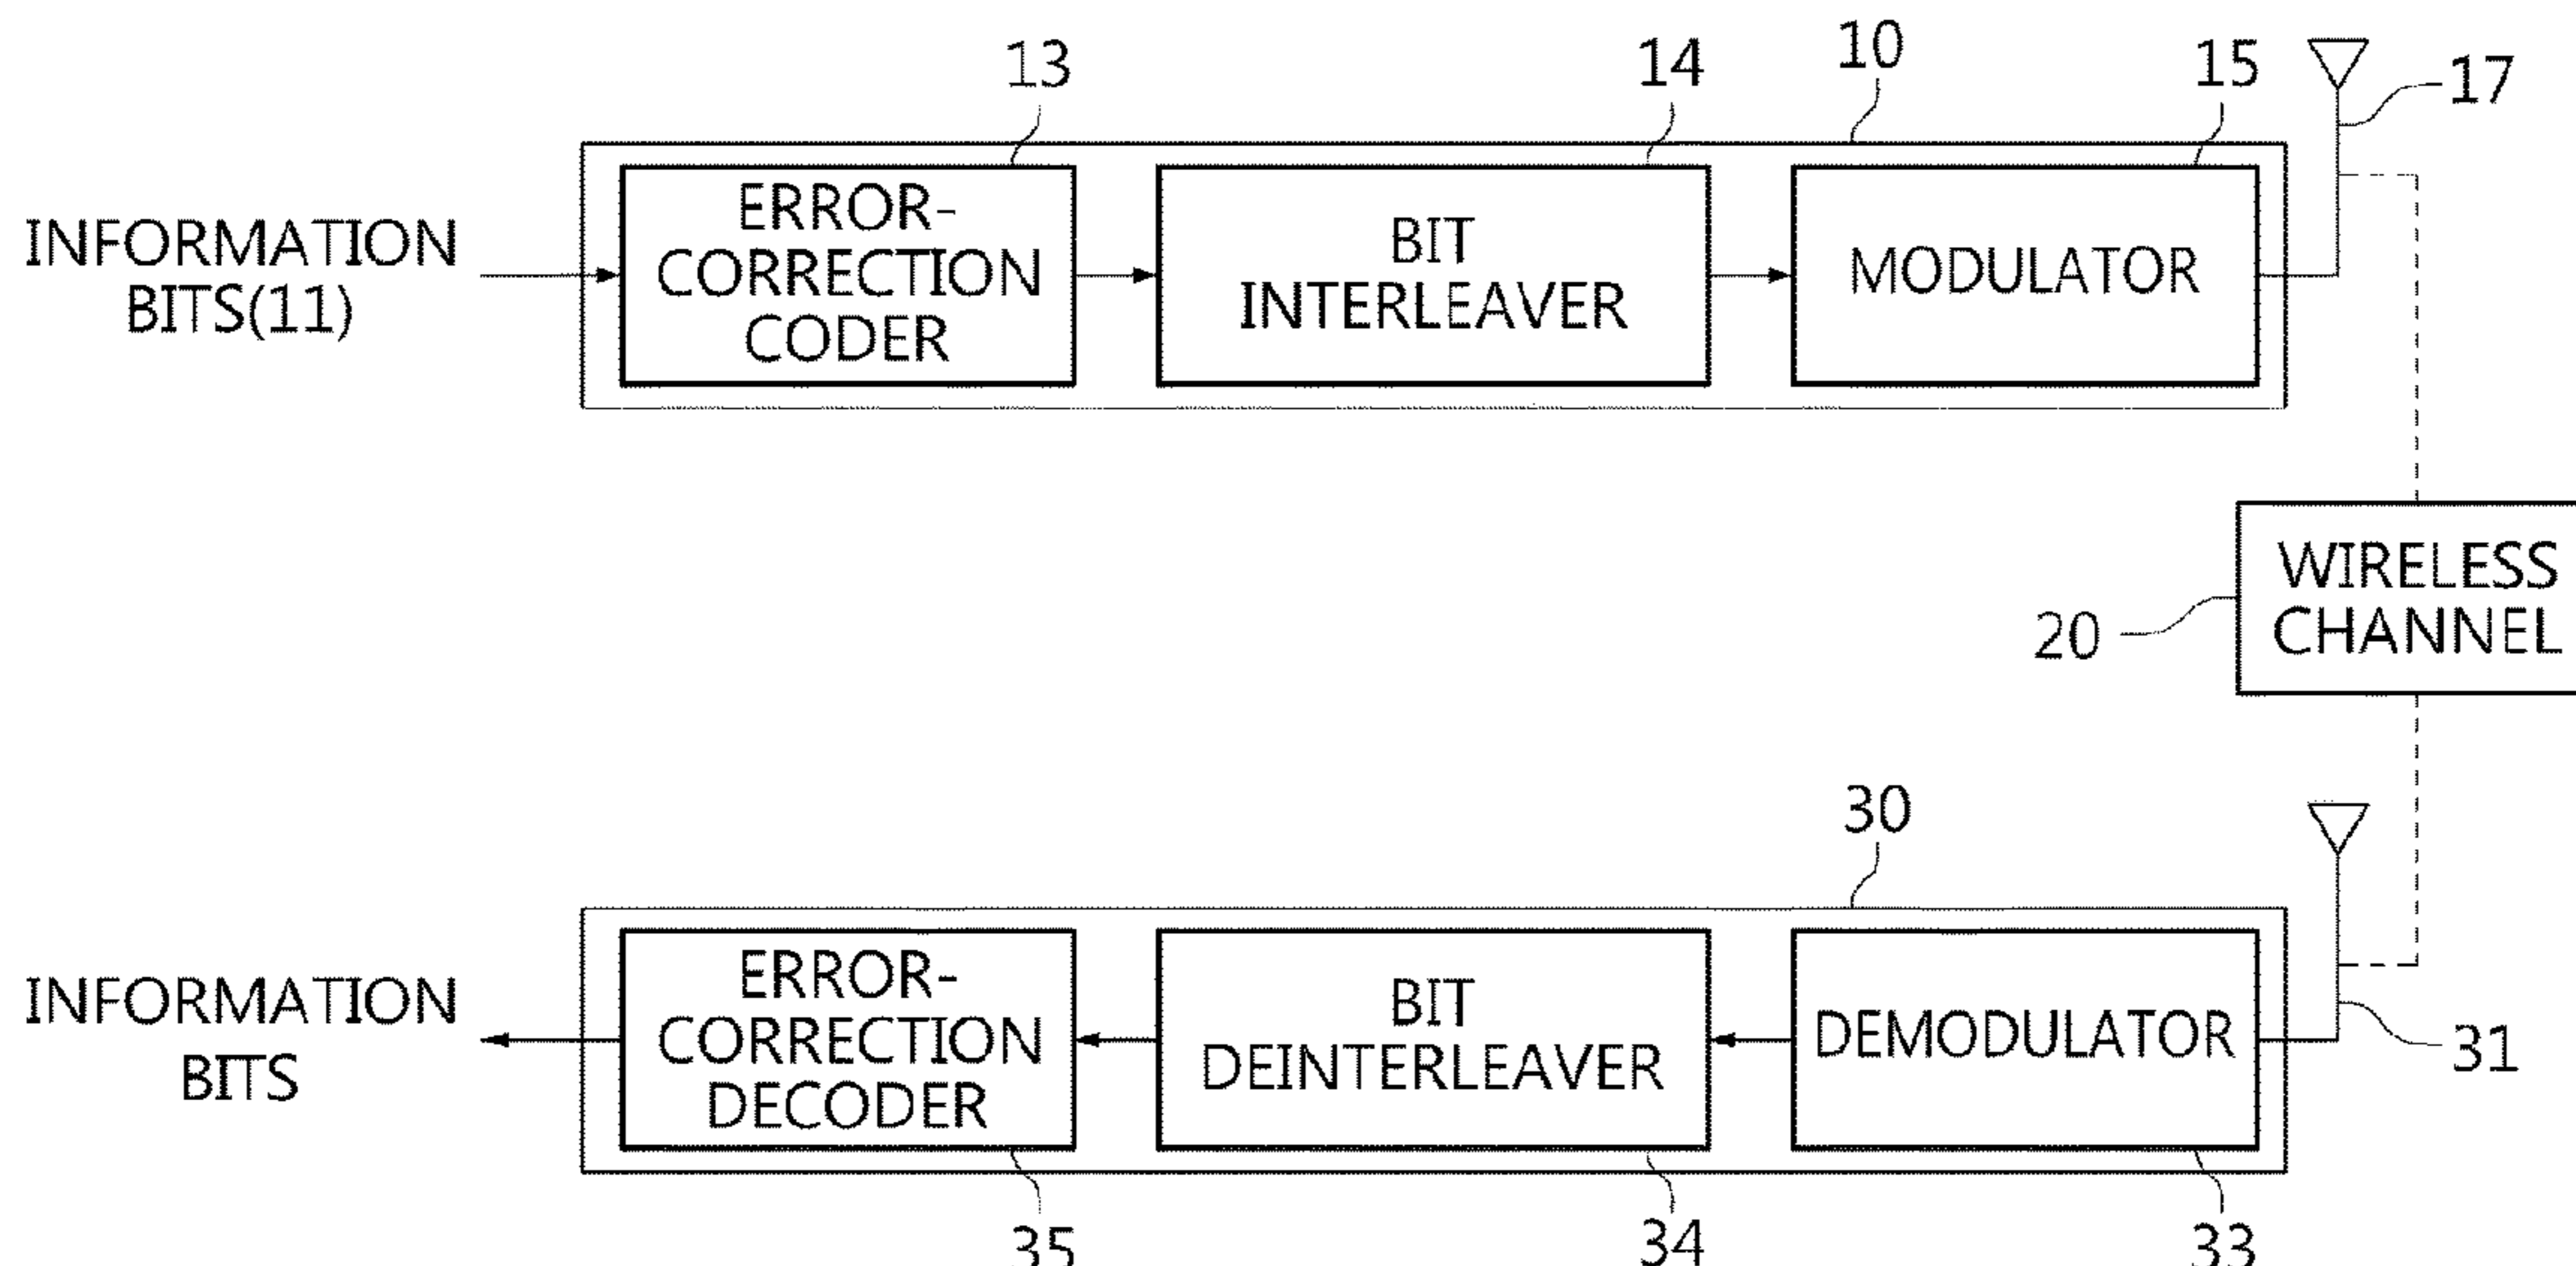 13
14
10
15
17
INFORMATION
BITS(11)
ERROR-
CORRECTION
CODER
BIT
INTERLEAVER
MODULATOR
WIRELESS
CHANNEL
20
30
INFORMATION
BITS
ERROR-
CORRECTION
DECODER
BIT
DEINTERLEAVER
DEMODULATOR
31
35
34
33